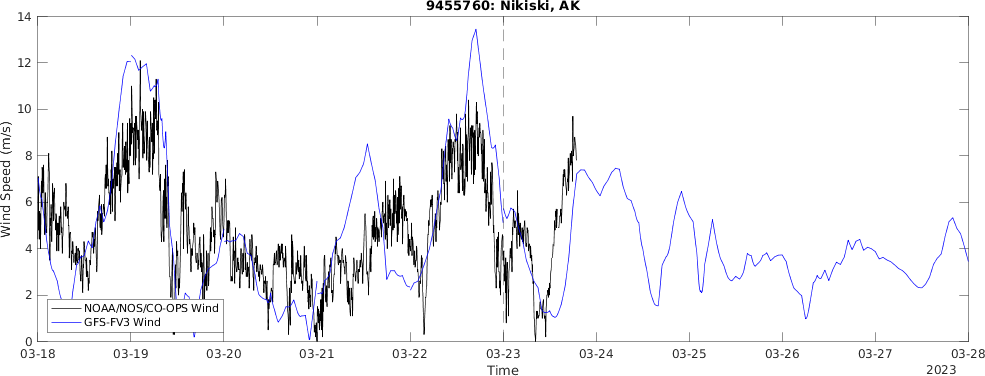 9455760: Nikiski, AK
Wind Speed (m/s)
14
12
10
8
6
4
2
0
NOAA/NOS/CO-OPS Wind
GFS-FV3 Wind
03-18 03-19 03-20 03-21 03-22 03-23 03-24 03-25 03-26 03-27 03-28
Time
2023